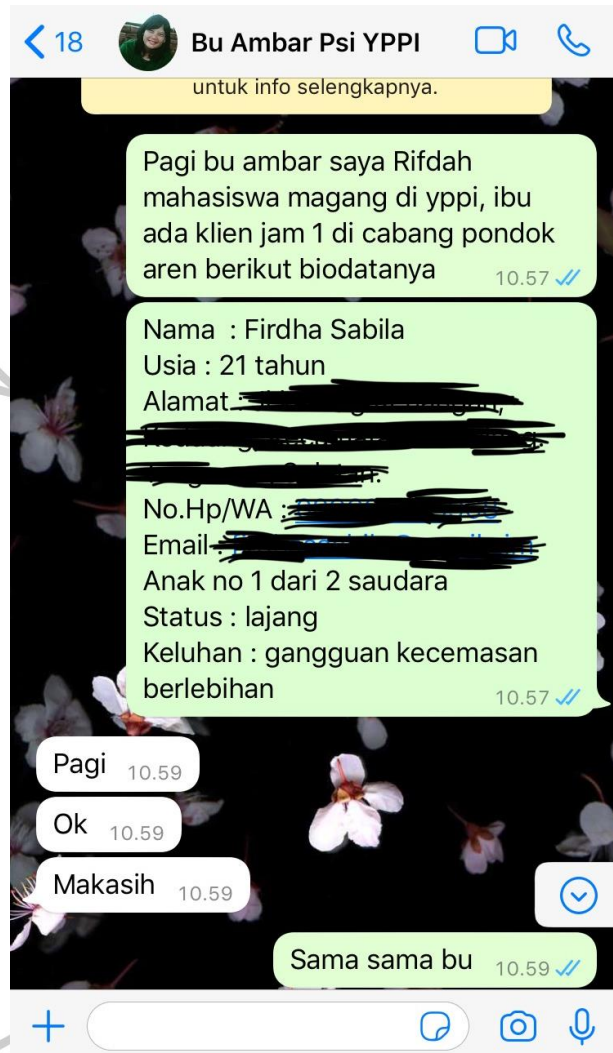 18
Bu Ambar Psi YPPI
untuk info selengkapnya.
Pagi bu ambar saya Rifdah
mahasiswa magang di yppi, ibu
ada klien jam 1 di cabang pondok
aren berikut biodatanya
10.57
Nama : Firdha Sabila
Usia : 21 tahun
Alamat
No.Hp/WA :
Email
Anak no 1 dari 2 saudara
Status : lajang
Keluhan : gangguan kecemasan
berlebihan
10.57
Pagi 10.59
Ok 10.59
Makasih 10.59
Sama sama bu 10.59